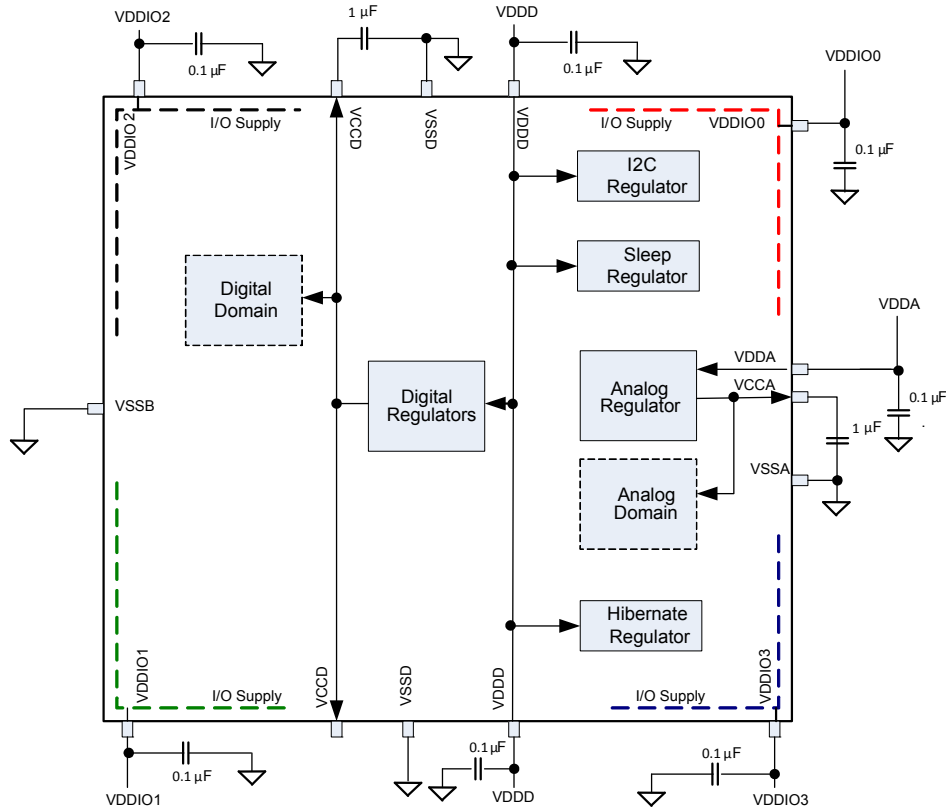 VDDIO2
1 µF
VDDD
0.1 µF
0.1 µF
VDDIO0
0.1 µF
I/O Supply
I/O Supply
VDDIO0
VDDIO2
VCCD
VSSD
VDDD
I2C
Regulator
Sleep
Regulator
Digital
Domain
VDDA
VDDA
Analog
Regulator
VCCA
0.1 µF
Digital
Regulators
VSSB
1 µF
.
VSSA
Analog
Domain
Hibernate
Regulator
VDDIO1
VCCD
VSSD
VDDD
VDDIO3
I/O Supply
I/O Supply
0.1 µF
0.1 µF
0.1 µF
VDDIO1
VDDD
VDDIO3